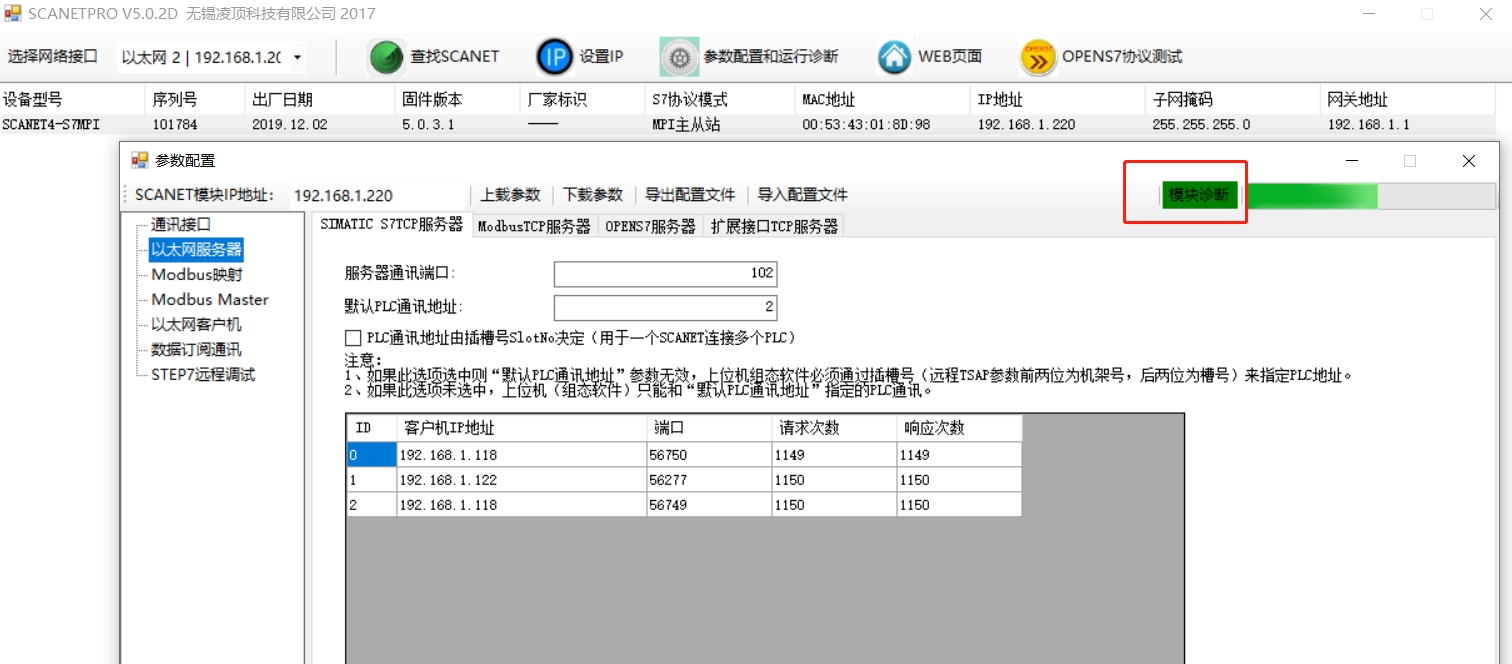 SCANETPRO V5.0.2D 无锡凌顶科技有限公司 2017
选择网络接口 以太网 2 | 192.168.1.20 查找SCANET IP 设置IP 参数配置和运行诊断 WEB页面 OPENS7 OPENS7协议测试
设备型号 序列号 出厂日期 固件版本 厂家标识 S7协议模式 MAC地址 IP地址 子网掩码 网关地址
SCANET4-S7MPI 101784 2019.12.02 5.0.3.1 —— MPI主从站 00:53:43:01:8D:98 192.168.1.220 255.255.255.0 192.168.1.1
参数配置
SCANET模块IP地址: 192.168.1.220 上载参数 下载参数 导出配置文件 导入配置文件 模块诊断
通讯接口
以太网服务器
Modbus映射
Modbus Master
以太网客户机
数据订阅通讯
STEP7远程调试
SIMATIC S7TCP服务器 ModbusTCP服务器 OPENS7服务器 扩展接口TCP服务器
服务器通讯端口: 102
默认PLC通讯地址: 2
PLC通讯地址由插槽号SlotNo决定（用于一个SCANET连接多个PLC）
注意:
1、如果此选项选中则“默认PLC通讯地址”参数无效，上位机组态软件必须通过插槽号（远程TSAP参数前两位为机架号，后两位为槽号）来指定PLC地址。
2、如果此选项未选中，上位机（组态软件）只能和“默认PLC通讯地址”指定的PLC通讯。
ID 客户机IP地址 端口 请求次数 响应次数
0 192.168.1.118 56750 1149 1149
1 192.168.1.122 56277 1150 1150
2 192.168.1.118 56749 1150 1150